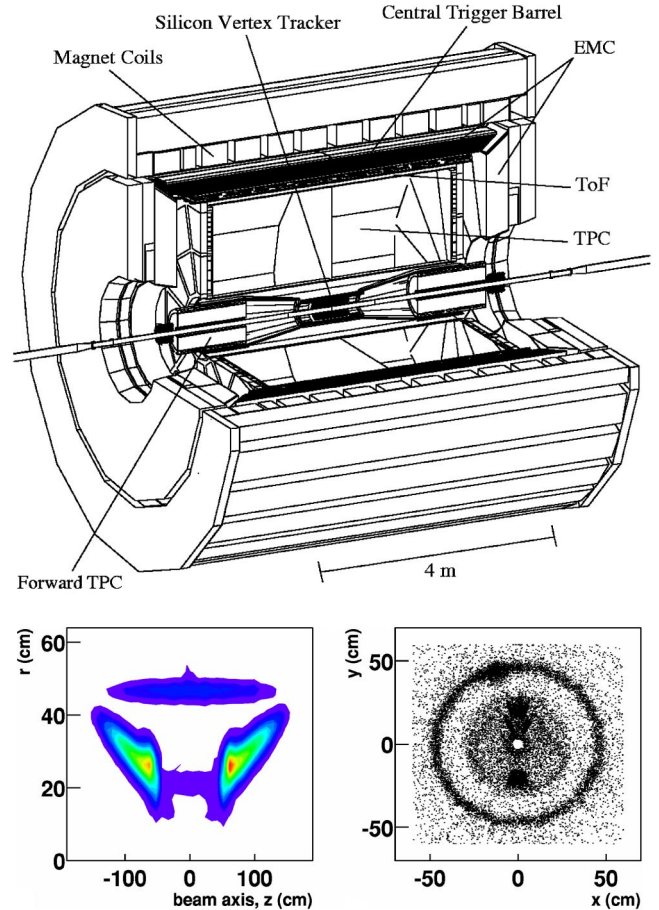 Silicon Vertex Tracker
Central Trigger Barrel
Magnet Coils
EMC
ToF
TPC
Forward TPC
4 m
r (cm)
60
40
20
0
-100
0
100
beam axis, z (cm)
y (cm)
50
0
-50
-50
0
50
x (cm)